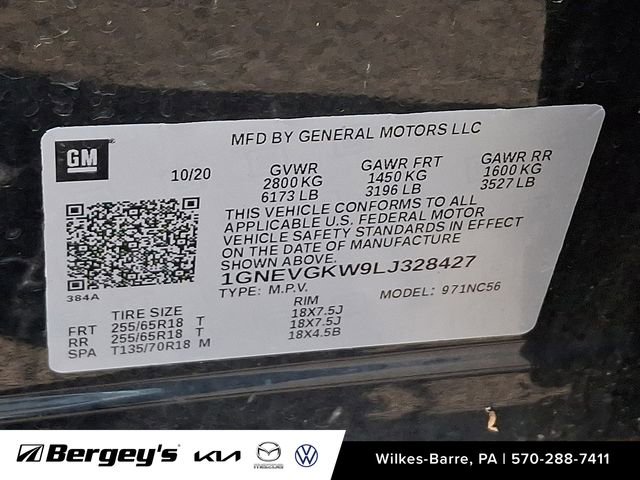 MFD BY GENERAL MOTORS LLC
GM
10/20 GVWR GAWR FRT GAWR RR
2800 KG 1450 KG 1600 KG
6173 LB 3196 LB 3527 LB
THIS VEHICLE CONFORMS TO ALL
APPLICABLE U.S. FEDERAL MOTOR
VEHICLE SAFETY STANDARDS IN EFFECT
ON THE DATE OF MANUFACTURE
SHOWN ABOVE.
1GNEVGKW9LJ328427
384A
TYPE: M.P.V. MODEL: 971NC56
TIRE SIZE RIM
FRT 255/65R18 T 18X7.5J
RR 255/65R18 T 18X7.5J
SPA T135/70R18 M 18X4.5B
Bergey's KIA mazda VW Wilkes-Barre, PA | 570-288-7411